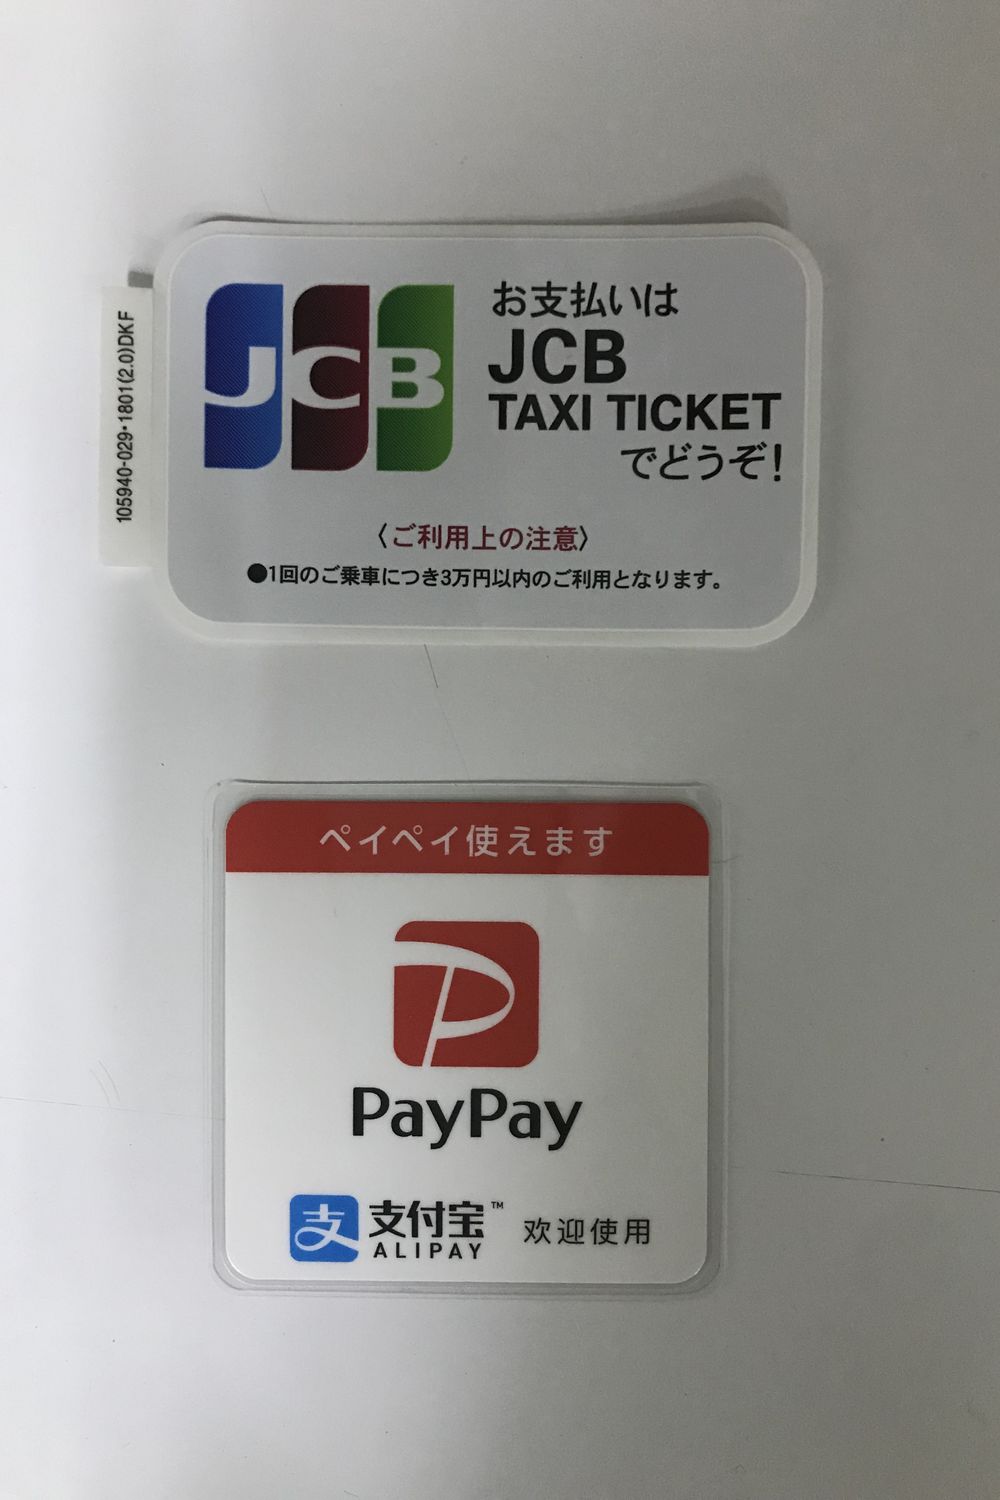 105940-029・1801(2.0)DKF
JCB
お支払いは
JCB
TAXI TICKET
でどうぞ!
〈ご利用上の注意〉
●1回のご乗車につき3万円以内のご利用となります。
ペイペイ使えます
P
PayPay
支
支付宝™
ALIPAY
欢迎使用